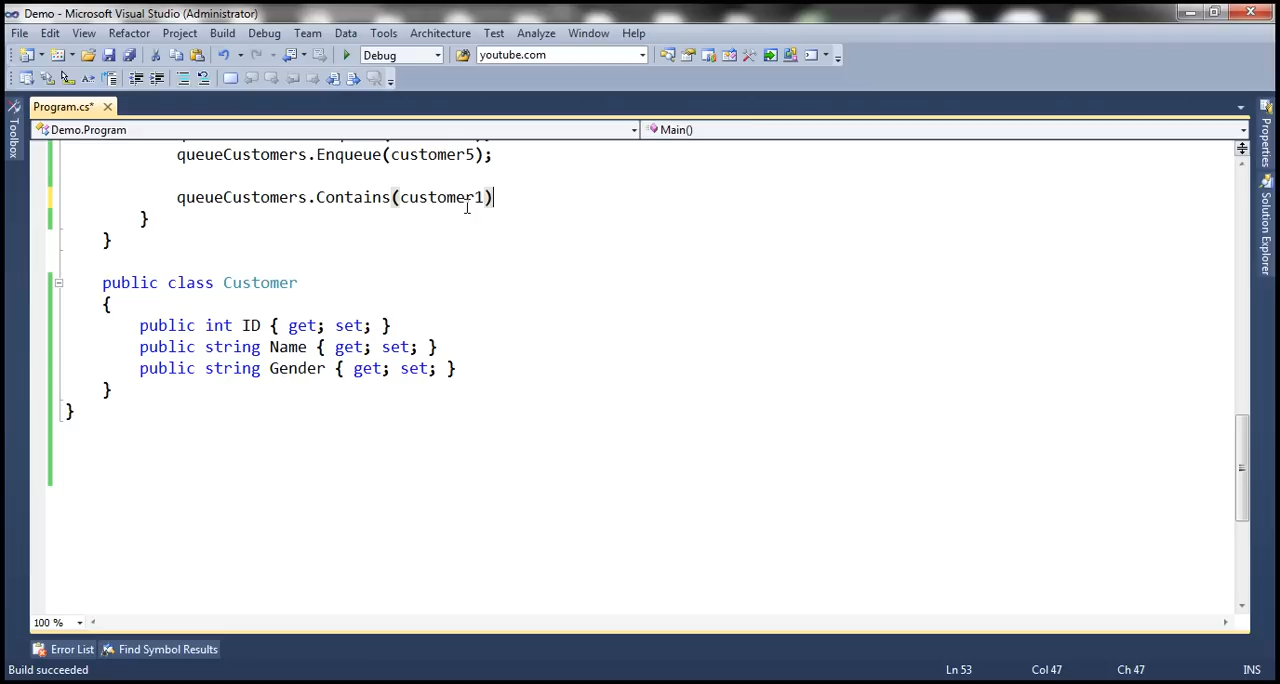 Demo - Microsoft Visual Studio (Administrator)
File Edit View Refactor Project Build Debug Team Data Tools Architecture Test Analyze Window Help
Debug youtube.com
Program.cs*
Demo.Program Main()
Toolbox
Properties
Solution Explorer
queueCustomers.Enqueue(customer5);
queueCustomers.Contains(customer1)
}
}
public class Customer
{
public int ID { get; set; }
public string Name { get; set; }
public string Gender { get; set; }
}
}
100 %
Error List Find Symbol Results
Build succeeded Ln 53 Col 47 Ch 47 INS